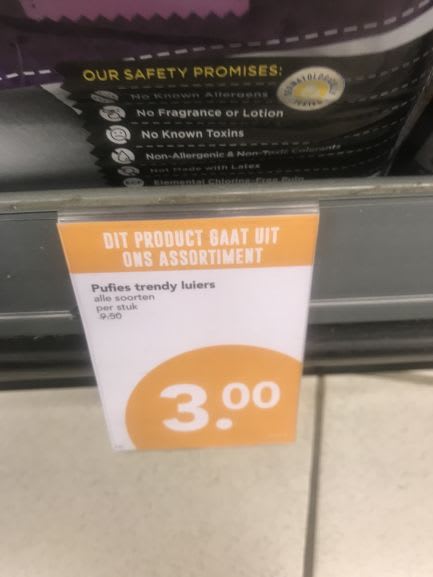 OUR SAFETY PROMISES:
No Known Allergens
No Fragrance or Lotion
No Known Toxins
Non-Allergenic & Non-Toxic Colorants
Not Made with Latex
Elemental Chlorine Free Pulp
DIT PRODUCT GAAT UIT
ONS ASSORTIMENT
Pufies trendy luiers
alle soorten
per stuk
9.50
3.00